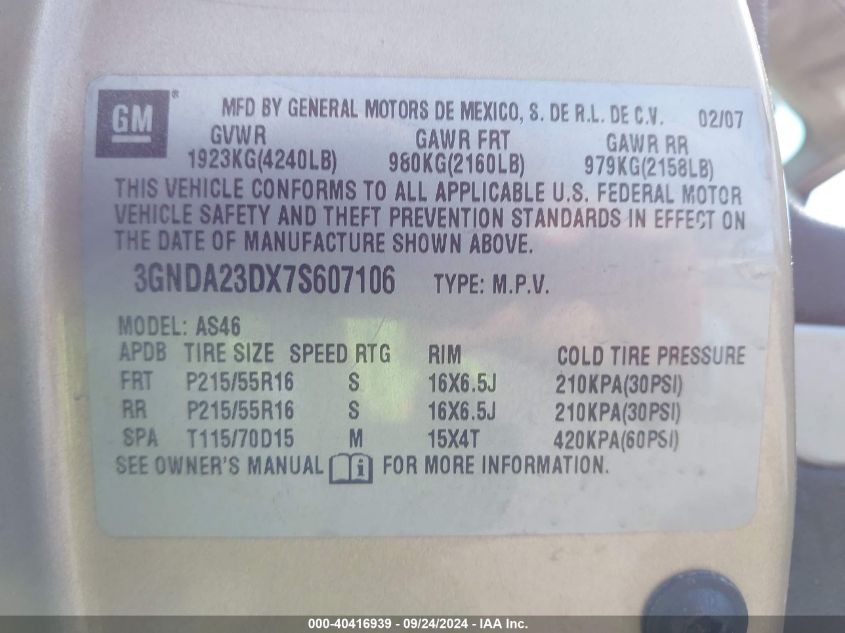 GM® MFD BY GENERAL MOTORS DE MEXICO, S. DE R.L. DE C.V. 02/07
GVWR GAWR FRT GAWR RR
1923KG(4240LB) 980KG(2160LB) 979KG(2158LB)
THIS VEHICLE CONFORMS TO ALL APPLICABLE U.S. FEDERAL MOTOR
VEHICLE SAFETY AND THEFT PREVENTION STANDARDS IN EFFECT ON
THE DATE OF MANUFACTURE SHOWN ABOVE.
3GNDA23DX7S607106 TYPE: M.P.V.
MODEL: AS46
APDB TIRE SIZE SPEED RTG RIM COLD TIRE PRESSURE
FRT P215/55R16 S 16X6.5J 210KPA(30PSI)
RR P215/55R16 S 16X6.5J 210KPA(30PSI)
SPA T115/70D15 M 15X4T 420KPA(60PSI)
SEE OWNER'S MANUAL i FOR MORE INFORMATION.
000-40416939 - 09/24/2024 - IAA Inc.